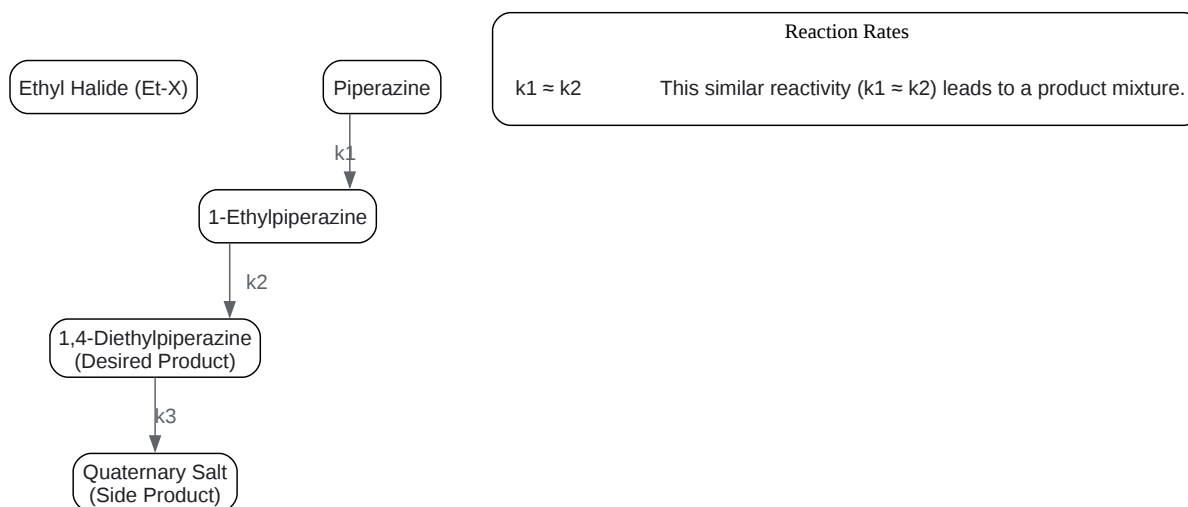 Reaction Rates
Ethyl Halide (Et-X)
Piperazine
k1 ≈ k2
This similar reactivity (k1 ≈ k2) leads to a product mixture.
k1
1-Ethylpiperazine
k2
1,4-Diethylpiperazine
(Desired Product)
k3
Quaternary Salt
(Side Product)